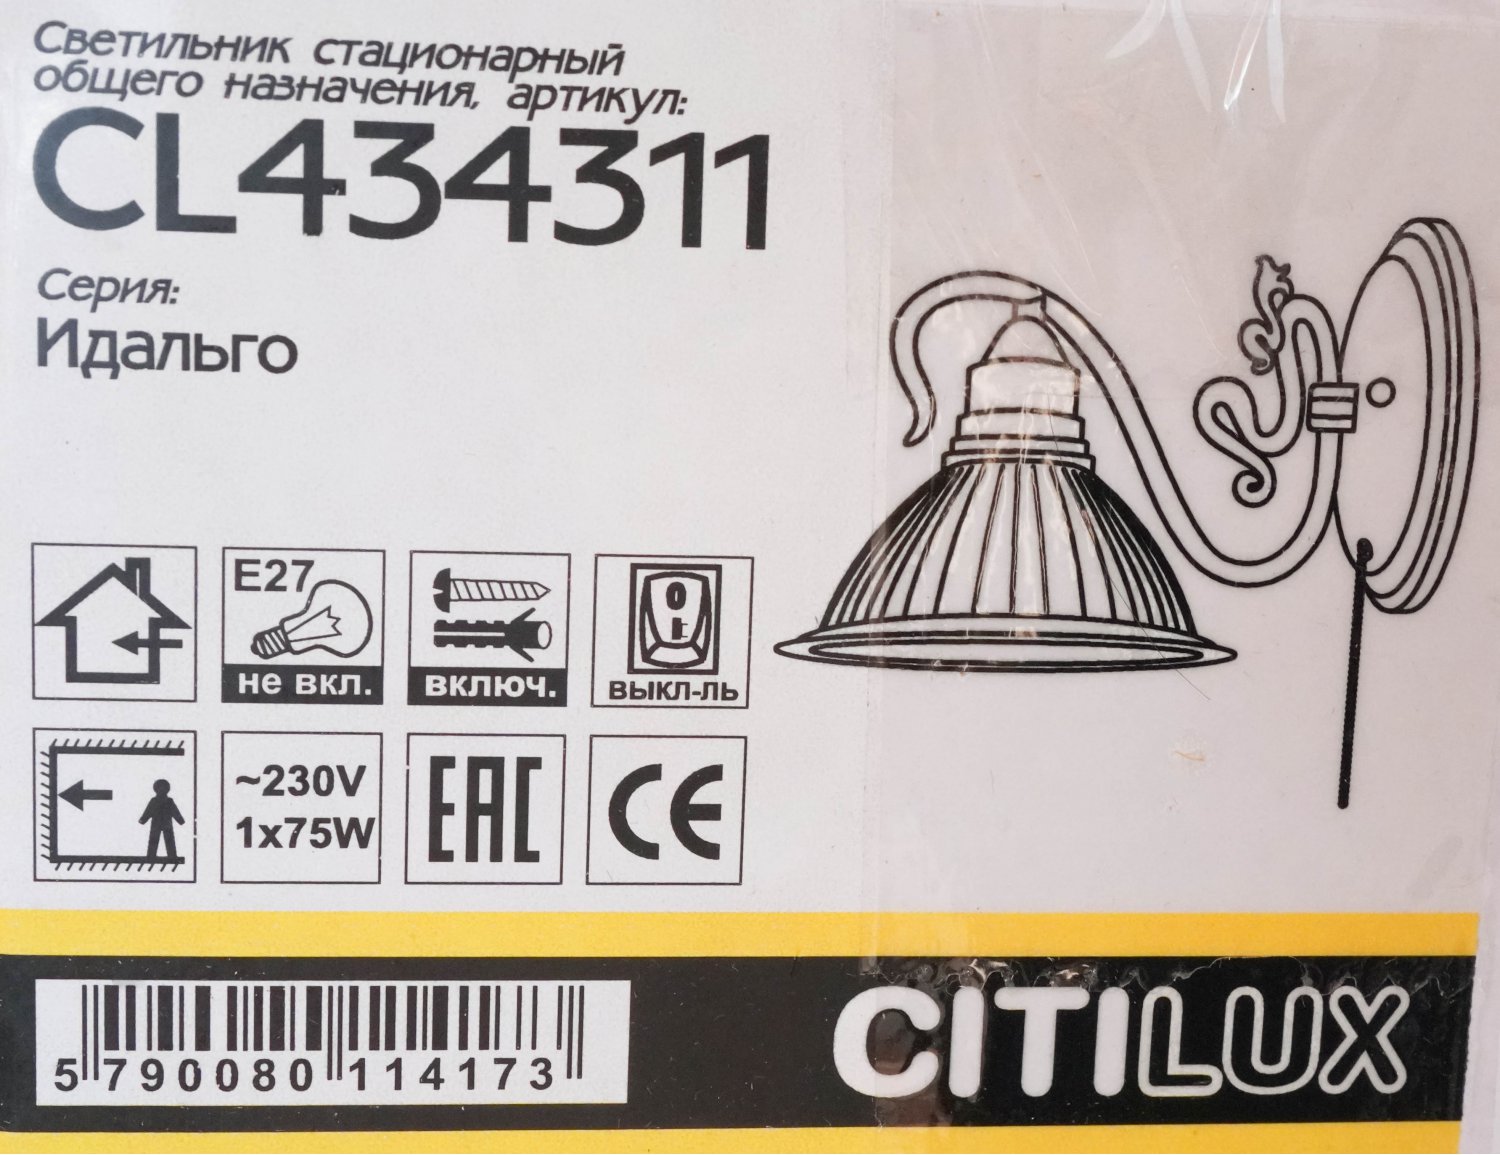 Светильник стационарный
общего назначения, артикул:
CL434311
Серия:
Идальго
E27
не вкл.
включ.
O
I
выкл-ль
~230V
1x75W
EAC
CE
5 790080 114173
CITILUX